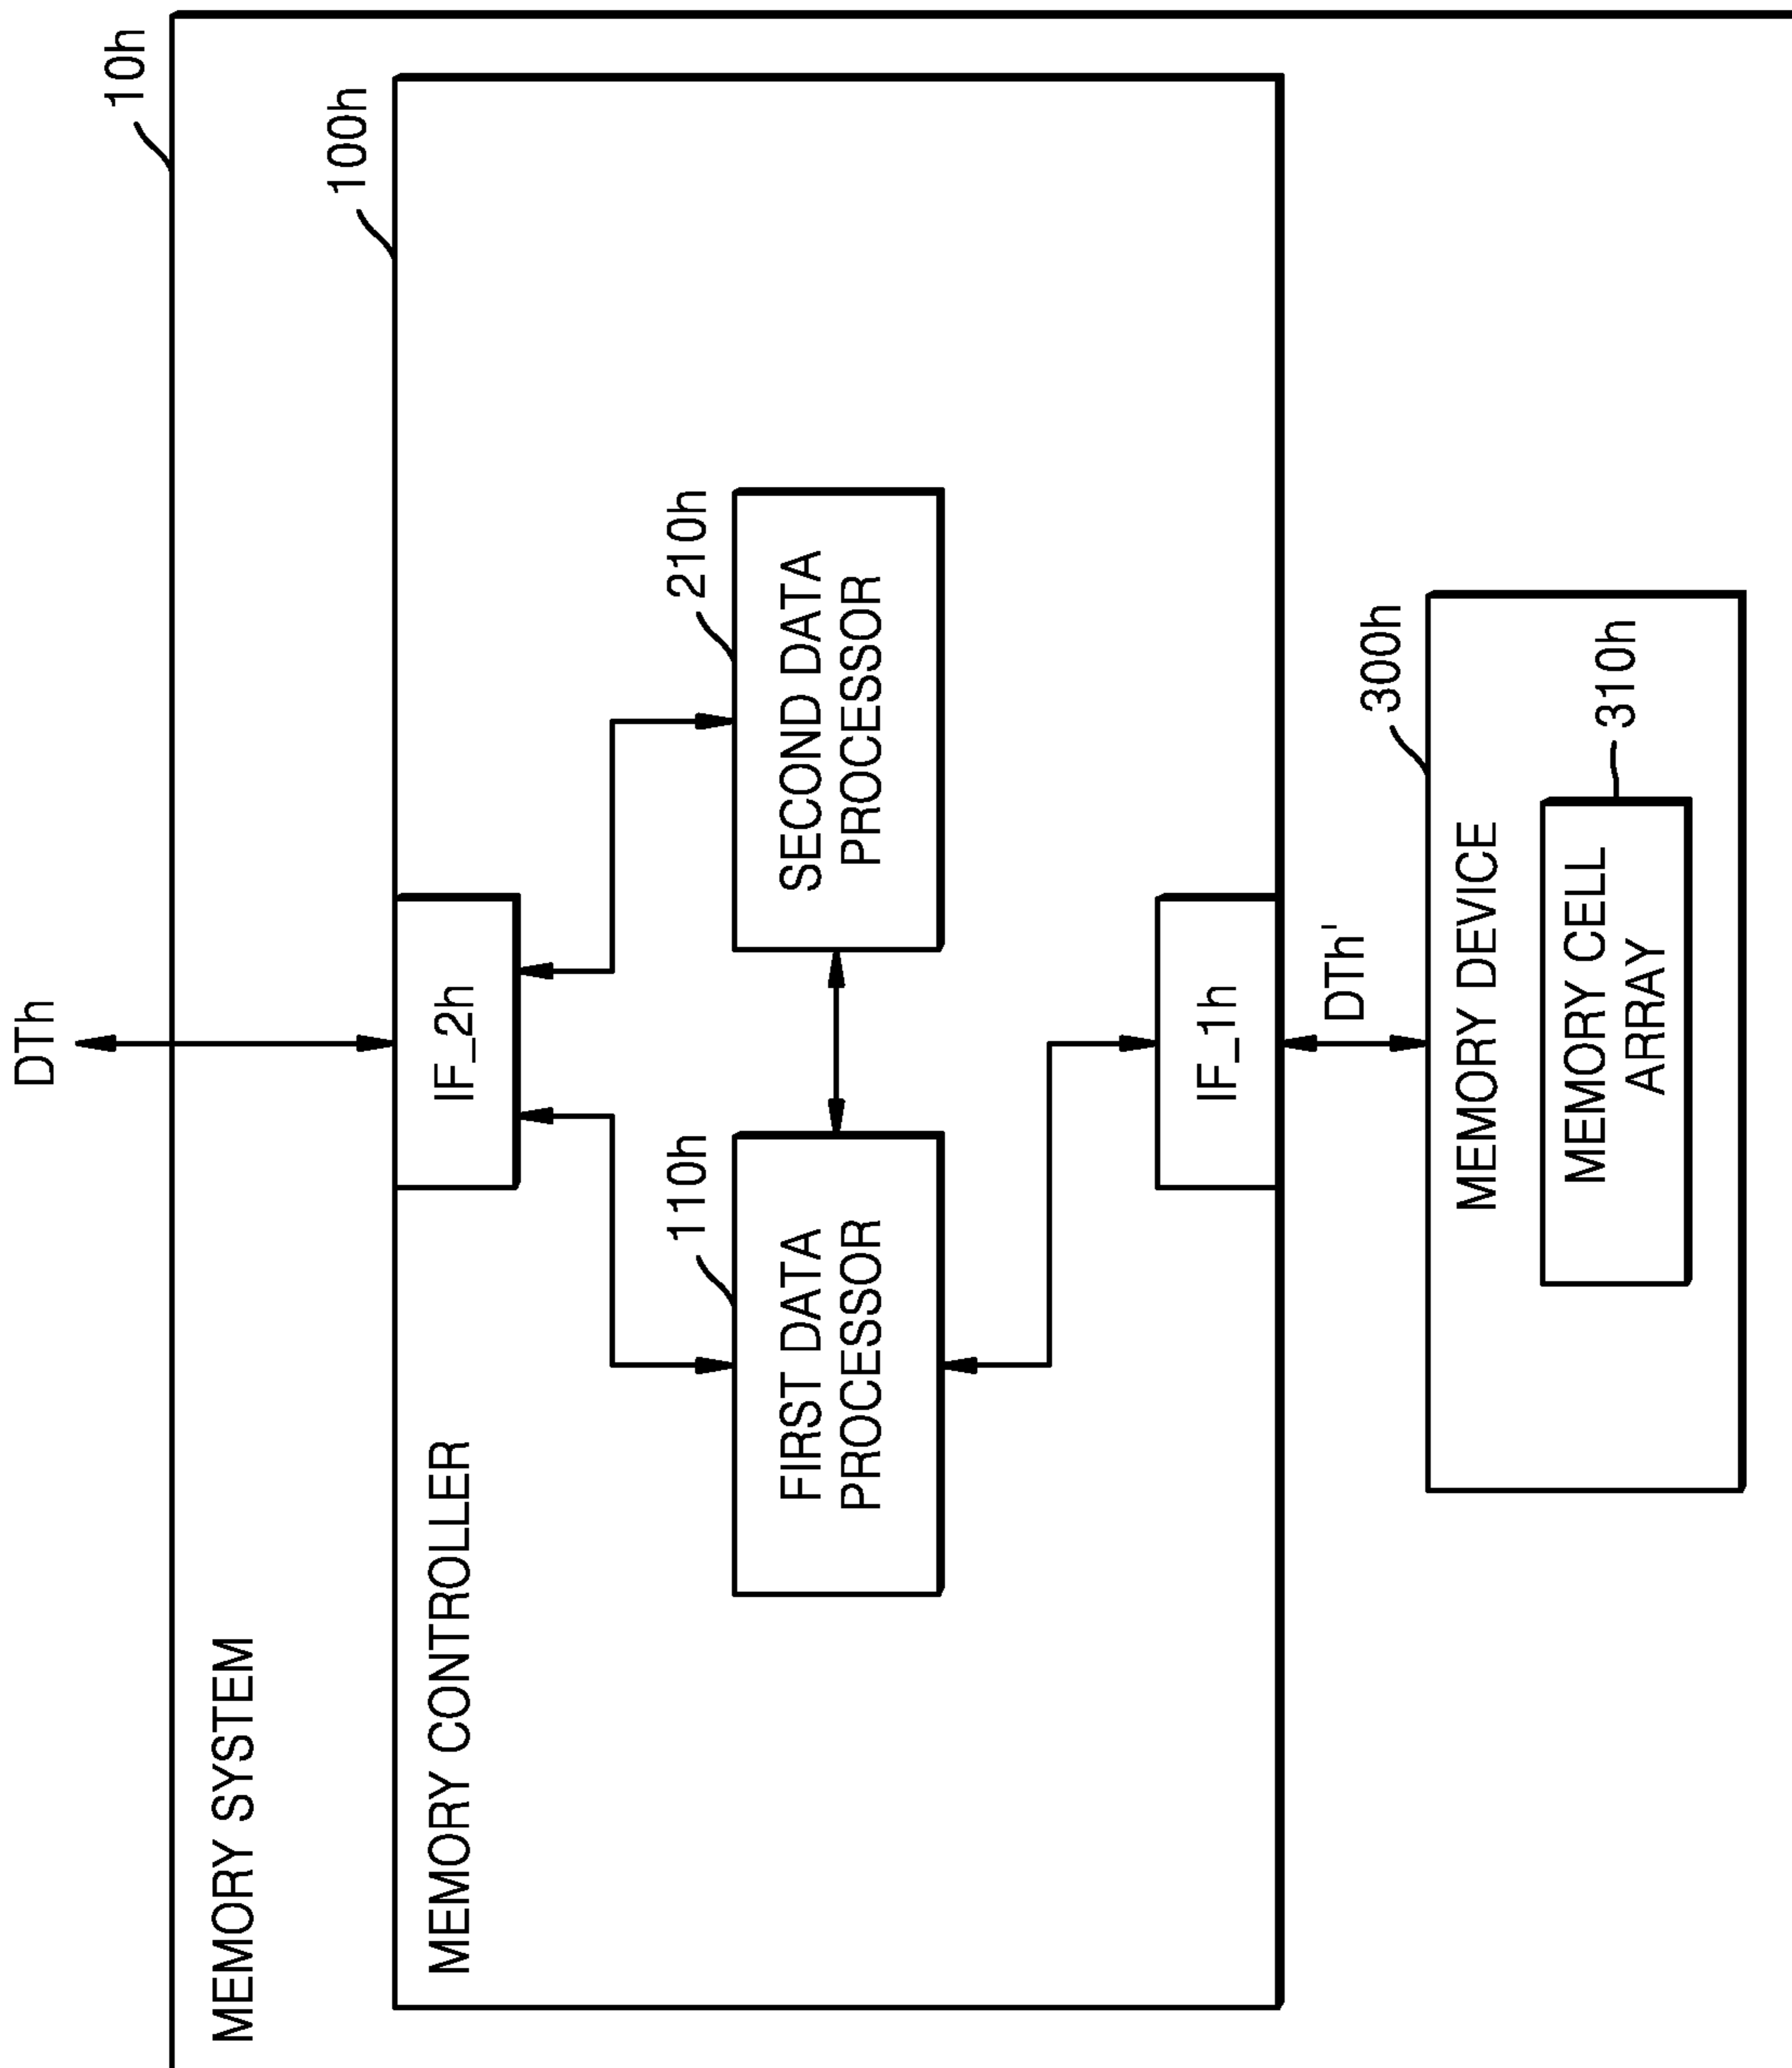 DTh
10h
MEMORY SYSTEM
100h
MEMORY CONTROLLER
IF_2h
110h
210h
FIRST DATA
PROCESSOR
SECOND DATA
PROCESSOR
IF_1h
DTh'
300h
MEMORY DEVICE
310h
MEMORY CELL
ARRAY